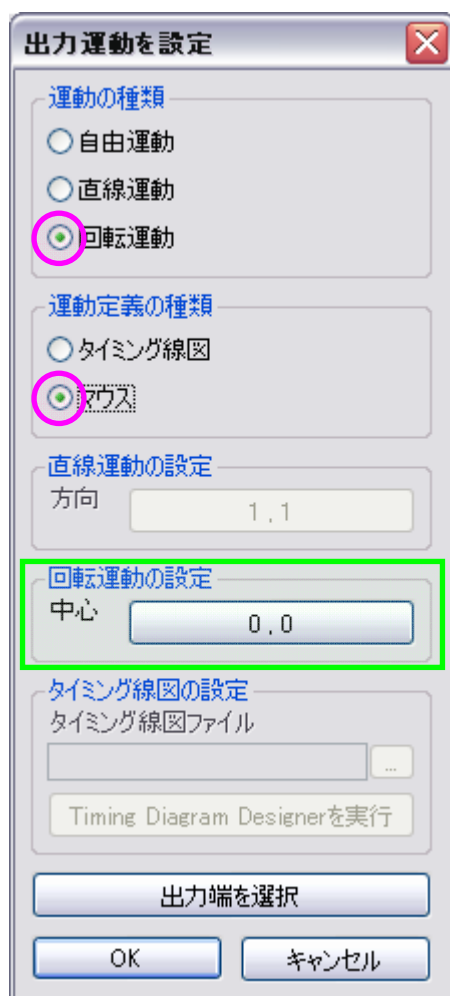 出力運動を設定
運動の種類
自由運動
直線運動
回転運動
運動定義の種類
タイミング線図
マウス
直線運動の設定
方向
1 , 1
回転運動の設定
中心
0 , 0
タイミング線図の設定
タイミング線図ファイル
...
Timing Diagram Designerを実行
出力端を選択
OK キャンセル